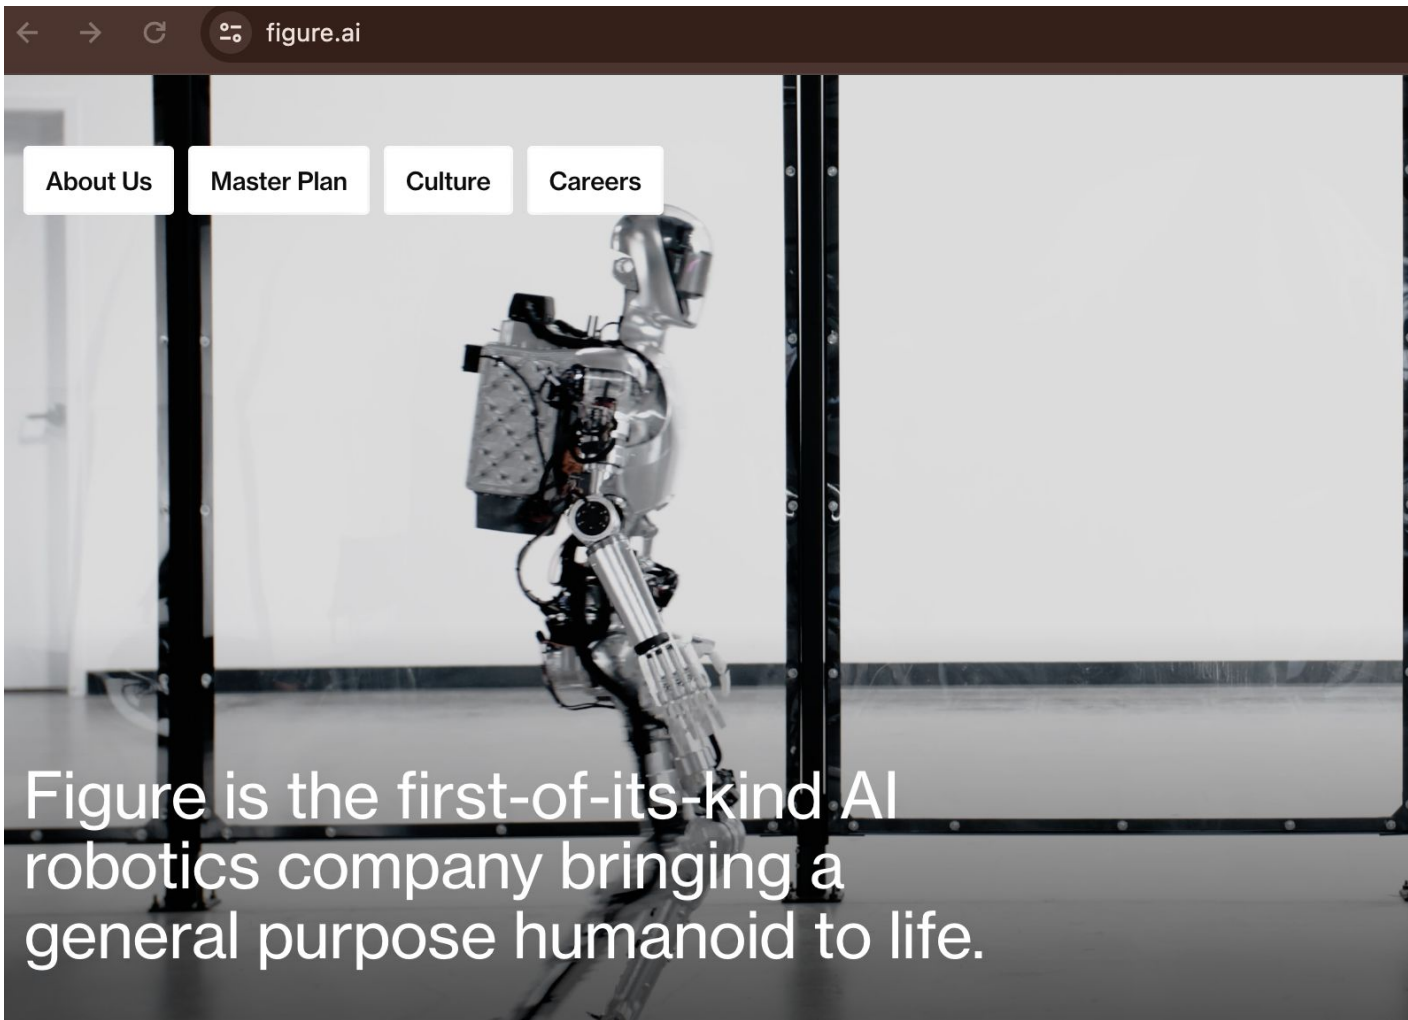 figure.ai
About Us
Master Plan
Culture
Careers
Figure is the first-of-its-kind AI
robotics company bringing a
general purpose humanoid to life.